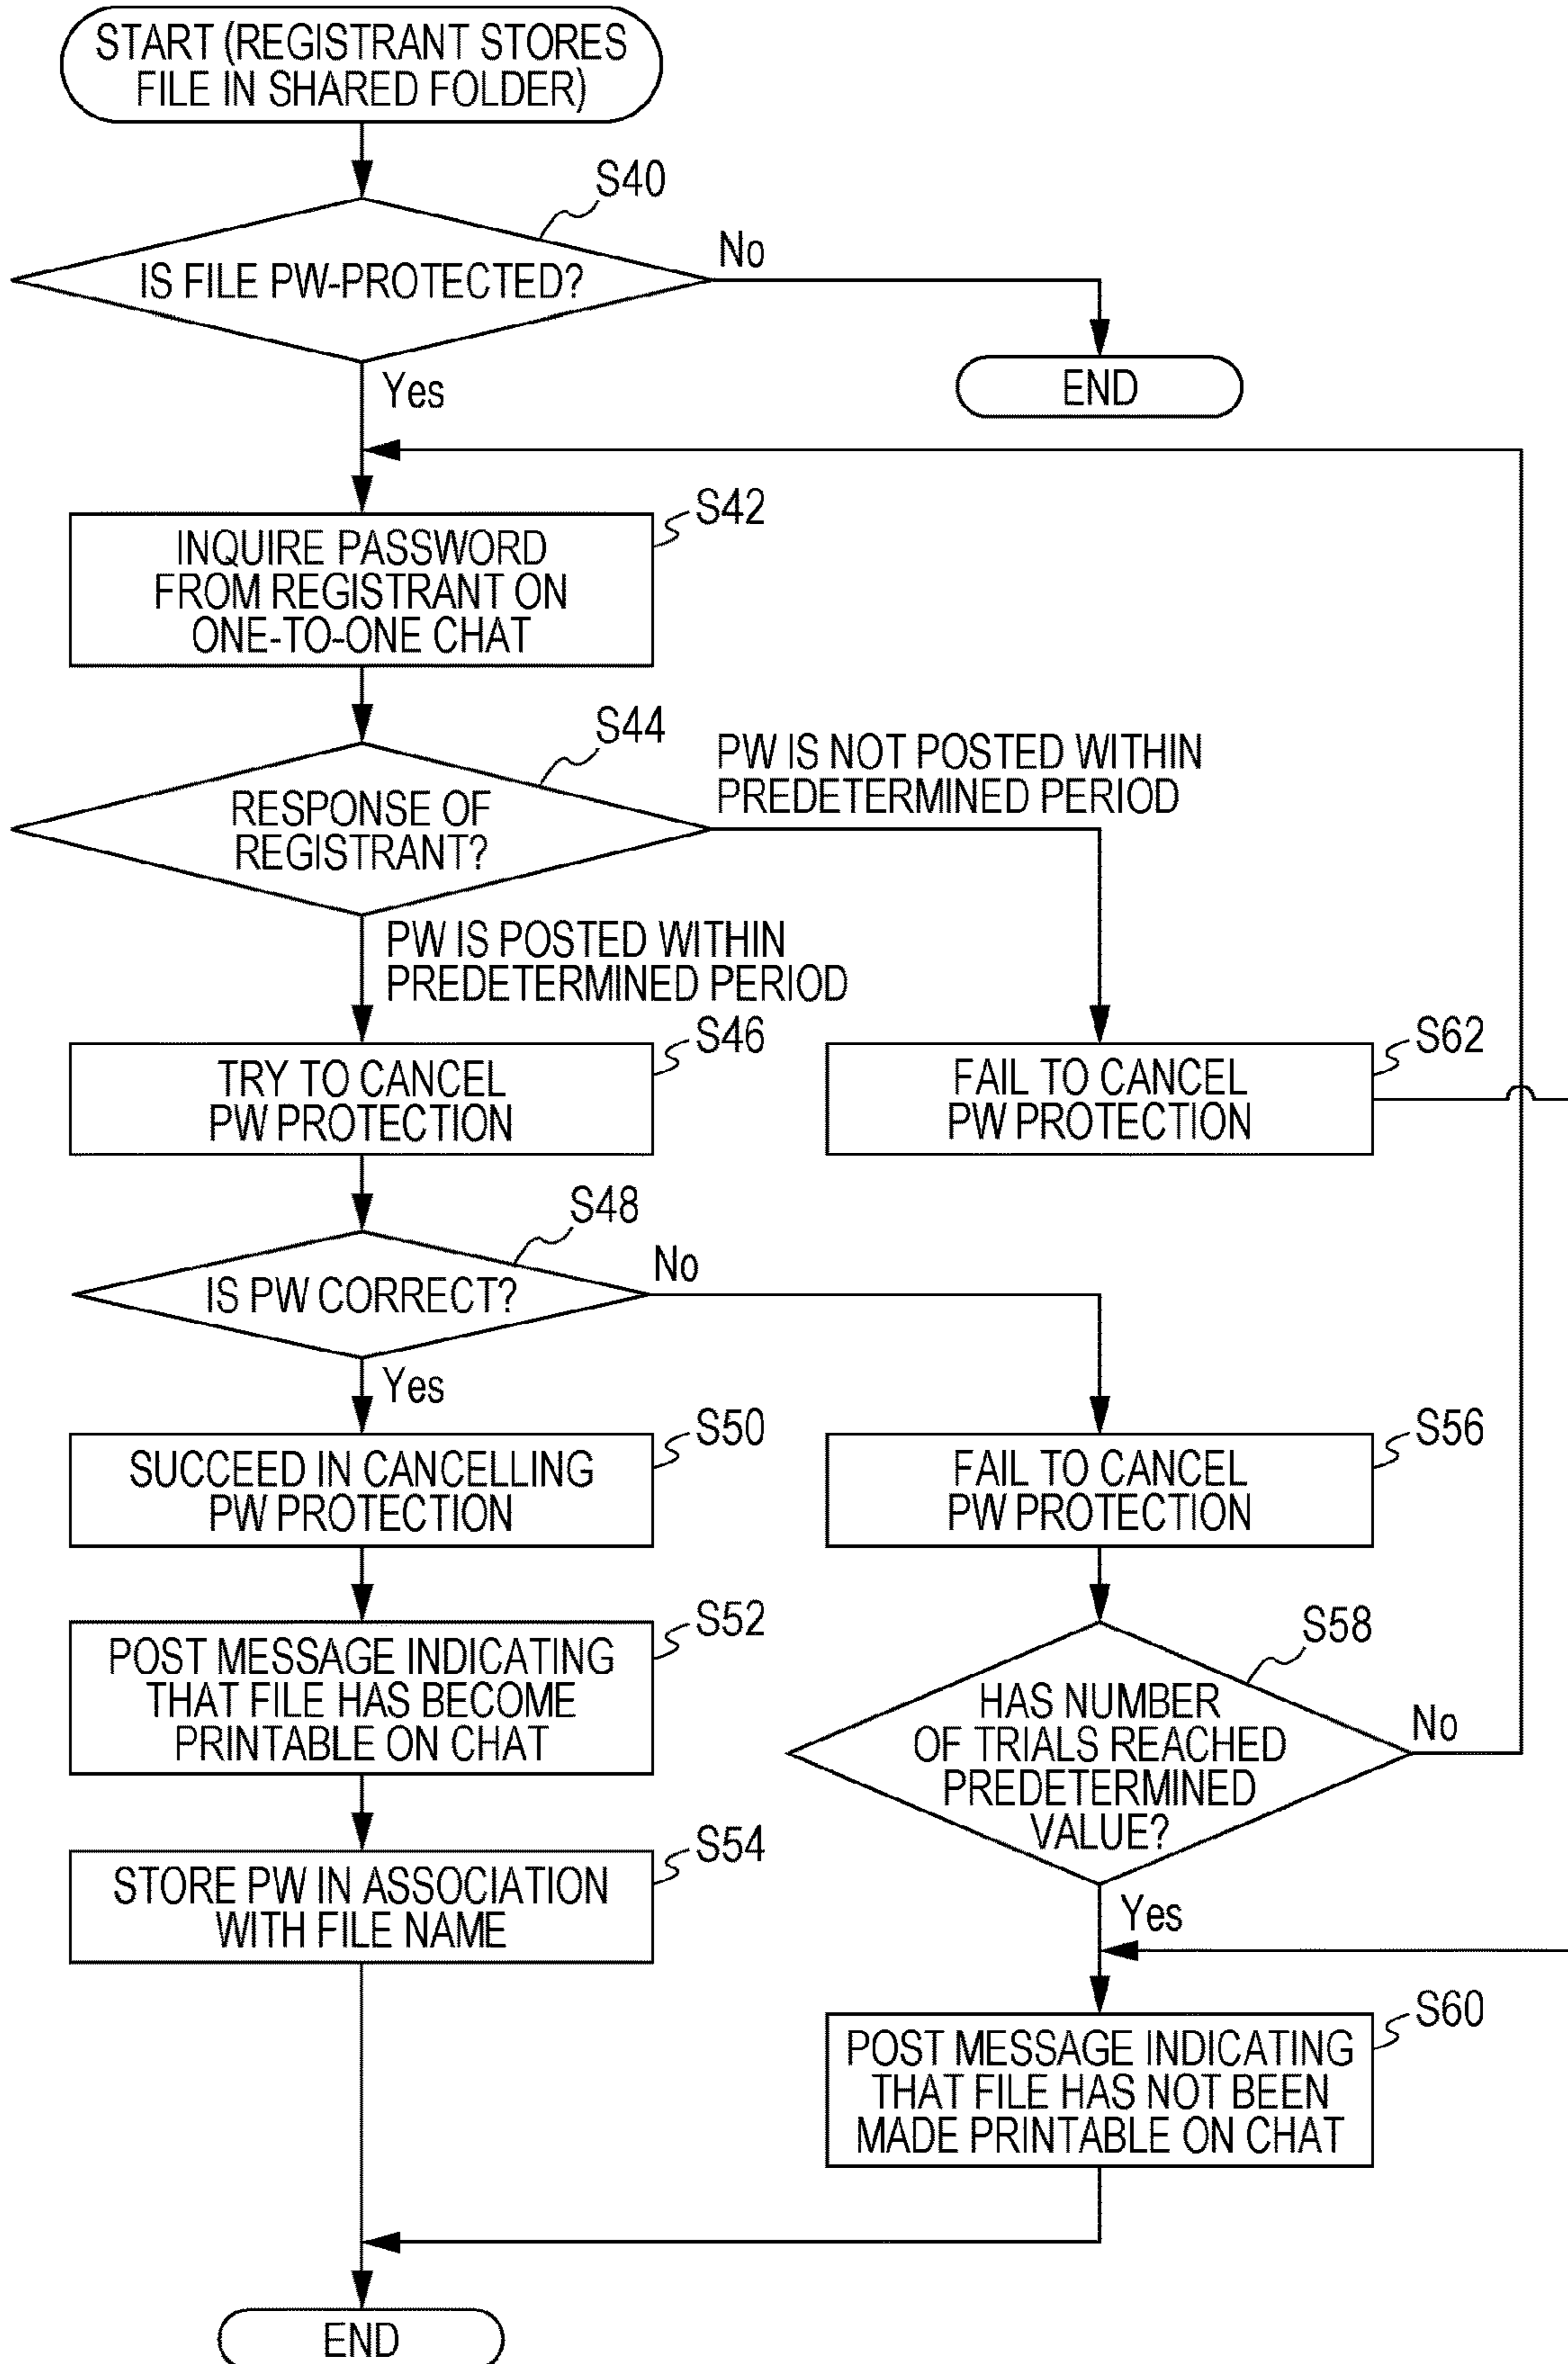 START (REGISTRANT STORES
FILE IN SHARED FOLDER)
S40
IS FILE PW-PROTECTED?
No
END
Yes
S42
INQUIRE PASSWORD
FROM REGISTRANT ON
ONE-TO-ONE CHAT
S44
RESPONSE OF
REGISTRANT?
PW IS NOT POSTED WITHIN
PREDETERMINED PERIOD
PW IS POSTED WITHIN
PREDETERMINED PERIOD
S46
TRY TO CANCEL
PW PROTECTION
S62
FAIL TO CANCEL
PW PROTECTION
S48
IS PW CORRECT?
No
Yes
S50
SUCCEED IN CANCELLING
PW PROTECTION
S56
FAIL TO CANCEL
PW PROTECTION
S52
POST MESSAGE INDICATING
THAT FILE HAS BECOME
PRINTABLE ON CHAT
S58
HAS NUMBER
OF TRIALS REACHED
PREDETERMINED
VALUE?
No
Yes
S54
STORE PW IN ASSOCIATION
WITH FILE NAME
S60
POST MESSAGE INDICATING
THAT FILE HAS NOT BEEN
MADE PRINTABLE ON CHAT
END